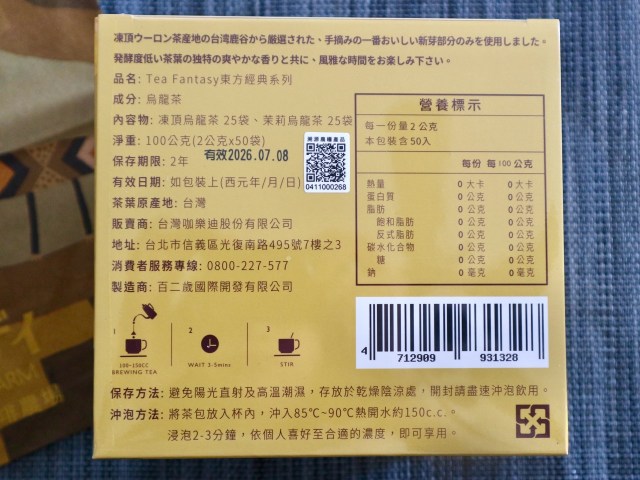 凍頂ウーロン茶産地の台湾鹿谷から厳選された、手摘みの一番おいしい新芽部分のみを使用しました。
発酵度低い茶葉の独特の爽やかな香りと共に、風雅な時間をお楽しみ下さい。
品名: Tea Fantasy東方經典系列
成分: 烏龍茶
內容物: 凍頂烏龍茶 25袋、茉莉烏龍茶 25袋
淨重: 100公克(2公克x50袋)
保存期限: 2年
有效2026.07.08
有效日期: 如包裝上(西元年/月/日)
茶葉原產地: 台灣
販賣商: 台灣咖樂迪股份有限公司
地址: 台北市信義區光復南路495號7樓之3
消費者服務專線: 0800-227-577
製造商: 百二歲國際開發有限公司
0411000268
營養標示
每一份量 2 公克
本包裝含 50入
每份 每 100 公克
熱量 0 大卡 0 大卡
蛋白質 0 公克 0 公克
脂肪 0 公克 0 公克
飽和脂肪 0 公克 0 公克
反式脂肪 0 公克 0 公克
碳水化合物 0 公克 0 公克
糖 0 公克 0 公克
鈉 0 毫克 0 毫克
1
100~150CC
BREWING TEA
2
WAIT 3-5mins
3
STIR
4 712909 931328
保存方法: 避免陽光直射及高溫潮濕，存放於乾燥陰涼處，開封請盡速沖泡飲用。
沖泡方法: 將茶包放入杯內，沖入85℃~90℃熱開水約150c.c.。
浸泡2-3分鐘，依個人喜好至合適的濃度，即可享用。